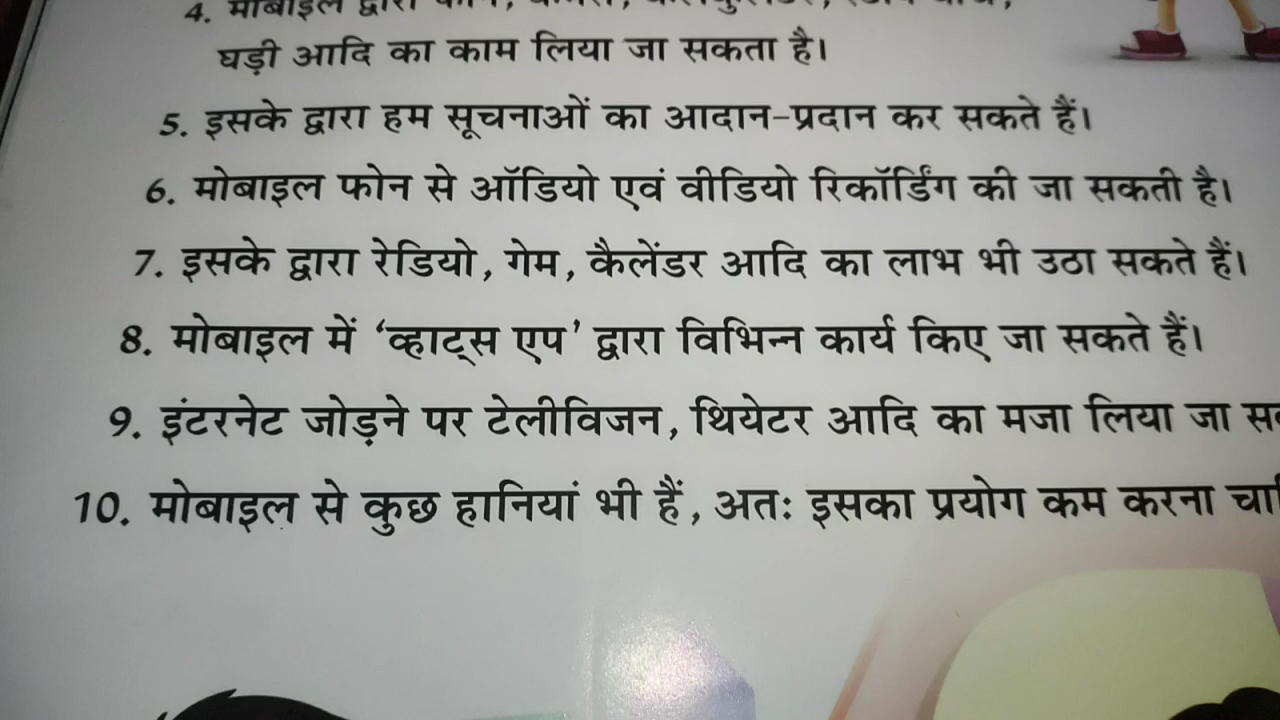 4. मोबाइल द्वारा
घड़ी आदि का काम लिया जा सकता है।
5. इसके द्वारा हम सूचनाओं का आदान-प्रदान कर सकते हैं।
6. मोबाइल फोन से ऑडियो एवं वीडियो रिकॉर्डिंग की जा सकती है।
7. इसके द्वारा रेडियो, गेम, कैलेंडर आदि का लाभ भी उठा सकते हैं।
8. मोबाइल में ‘व्हाट्स एप’ द्वारा विभिन्न कार्य किए जा सकते हैं।
9. इंटरनेट जोड़ने पर टेलीविजन, थियेटर आदि का मजा लिया जा
10. मोबाइल से कुछ हानियां भी हैं, अतः इसका प्रयोग कम करना